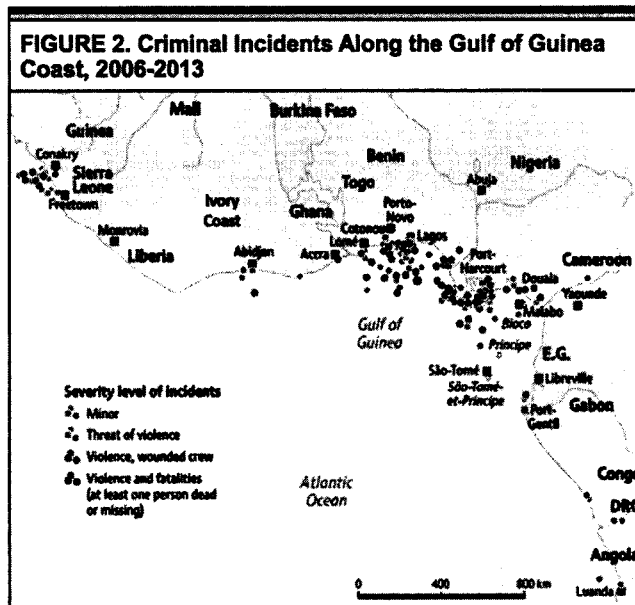 FIGURE 2. Criminal Incidents Along the Gulf of Guinea
Coast, 2006-2013
Mali
Burkina Faso
Guinea
Benin
Nigeria
Conakry
Sierra
Leone
Togo
Abuja
Freetown
Ivory
Coast
Ghana
Porto-
Novo
Cotonou
Lagos
Monrovia
Lomé
Port-
Harcourt
Liberia
Abidjan
Accra
Douala
Cameroon
Yaounde
Malabo
Bioco
Gulf of
Guinea
Principe
E.G.
São-Tomé
São-Tomé-
et-Principe
Libreville
Severity level of incidents
Gabon
Minor
Port-
Gentil
Threat of violence
Violence, wounded crew
Violence and fatalities
(at least one person dead
or missing)
Atlantic
Ocean
Congo
DRC
Angola
Luanda
0
800 km